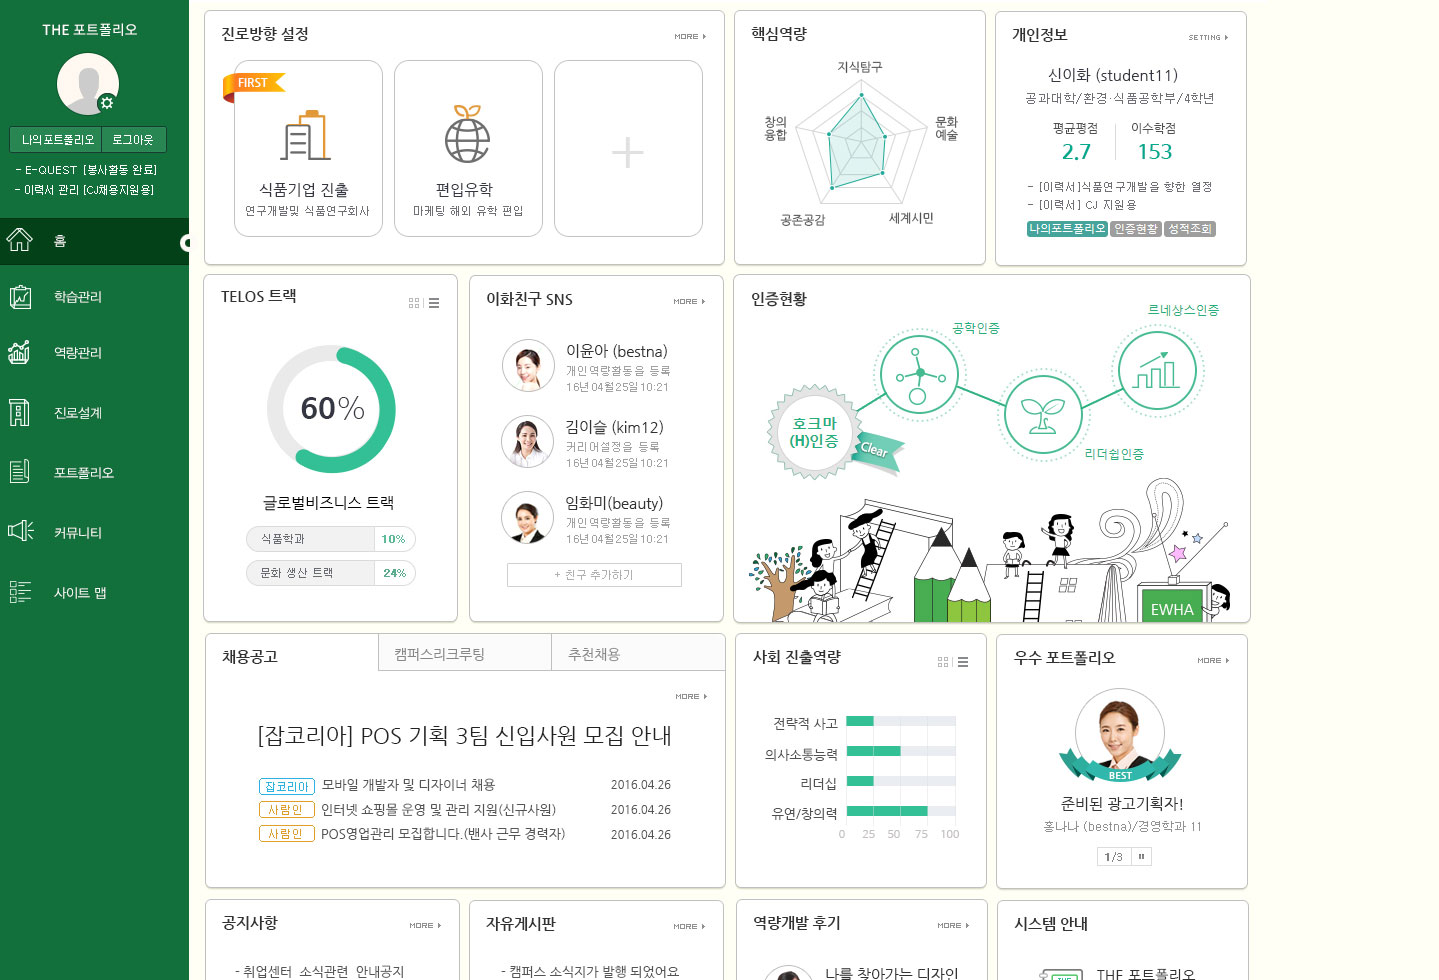 THE 포트폴리오
나의포트폴리오 로그아웃
- E-QUEST [봉사활동 완료]
- 이력서 관리 [CJ채용지원용]
홈
학습관리
역량관리
진로설계
포트폴리오
커뮤니티
사이트 맵
진로방향 설정
MORE
FIRST
식품기업 진출
연구개발및 식품연구회사
편입유학
마케팅 해외 유학 편입
+
핵심역량
지식탐구
창의
융합
문화
예술
공존공감
세계시민
개인정보
SETTING
신이화 (student11)
공과대학/환경·식품공학부/4학년
평균평점 이수학점
2.7 153
- [이력서]식품연구개발을 향한 열정
- [이력서] CJ 지원용
나의포트폴리오 인증현황 성적조회
TELOS 트랙
60%
글로벌비즈니스 트랙
식품학과 10%
문화 생산 트랙 24%
이화친구 SNS
MORE
이윤아 (bestna)
개인역량활동을 등록
16년04월25일10:21
김이슬 (kim12)
커리어설정을 등록
16년04월25일10:21
임화미(beauty)
개인역량활동을 등록
16년04월25일10:21
+ 친구 추가하기
인증현황
르네상스인증
공학인증
호크마
(H)인증
Clear
리더쉽인증
EWHA
채용공고
캠퍼스리크루팅
추천채용
MORE
[잡코리아] POS 기획 3팀 신입사원 모집 안내
잡코리아 모바일 개발자 및 디자이너 채용 2016.04.26
사람인 인터넷 쇼핑몰 운영 및 관리 지원(신규사원) 2016.04.26
사람인 POS영업관리 모집합니다.(밴사 근무 경력자) 2016.04.26
사회 진출역량
전략적 사고
의사소통능력
리더십
유연/창의력
0 25 50 75 100
우수 포트폴리오
MORE
BEST
준비된 광고기획자!
홍나나 (bestna)/경영학과 11
1/3
공지사항
MORE
- 취업센터 소식관련 안내공지
자유게시판
MORE
- 캠퍼스 소식지가 발행 되었어요
역량개발 후기
MORE
나를 찾아가는 디자인
시스템 안내
THE
THE 포트폴리오